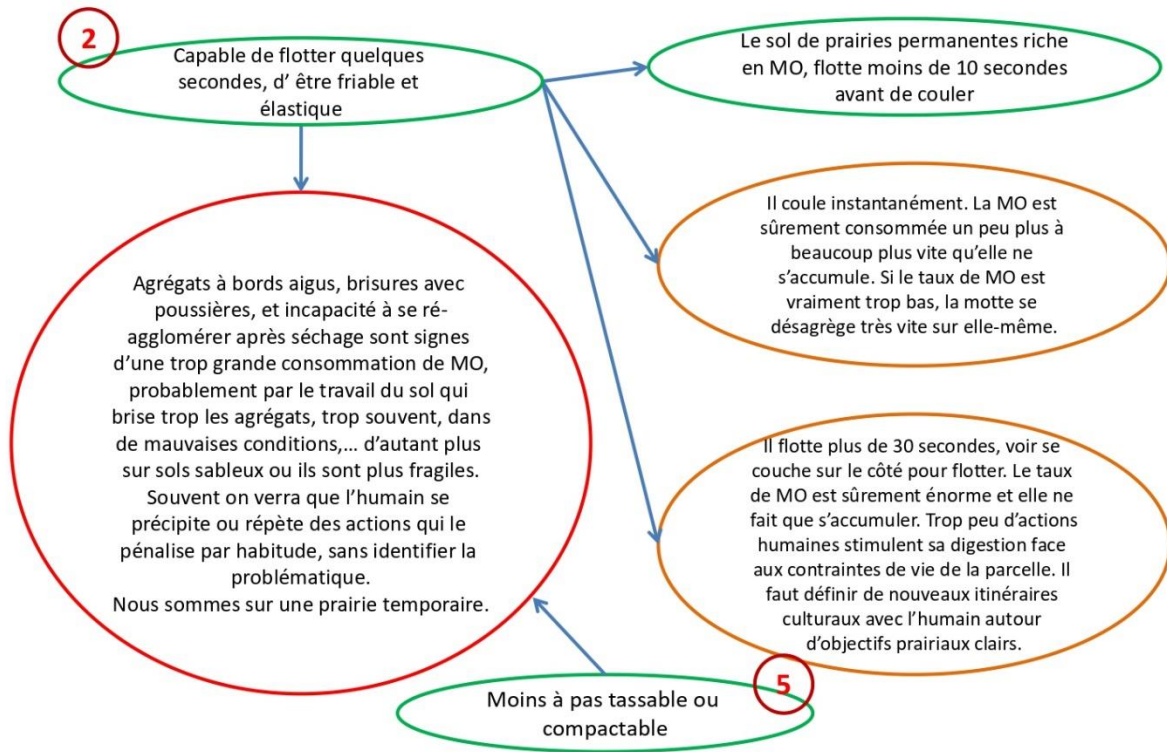 2
Capable de flotter quelques
secondes, d’ être friable et
élastique
Le sol de prairies permanentes riche
en MO, flotte moins de 10 secondes
avant de couler
Il coule instantanément. La MO est
sûrement consommée un peu plus à
beaucoup plus vite qu’elle ne
s’accumule. Si le taux de MO est
vraiment trop bas, la motte se
désagrège très vite sur elle-même.
Agrégats à bords aigus, brisures avec
poussières, et incapacité à se ré-
agglomérer après séchage sont signes
d’une trop grande consommation de MO,
probablement par le travail du sol qui
brise trop les agrégats, trop souvent, dans
de mauvaises conditions,… d’autant plus
sur sols sableux ou ils sont plus fragiles.
Souvent on verra que l’humain se
précipite ou répète des actions qui le
pénalise par habitude, sans identifier la
problématique.
Nous sommes sur une prairie temporaire.
Il flotte plus de 30 secondes, voir se
couche sur le côté pour flotter. Le taux
de MO est sûrement énorme et elle ne
fait que s’accumuler. Trop peu d’actions
humaines stimulent sa digestion face
aux contraintes de vie de la parcelle. Il
faut définir de nouveaux itinéraires
culturaux avec l’humain autour
d’objectifs prairiaux clairs.
5
Moins à pas tassable ou
compactable